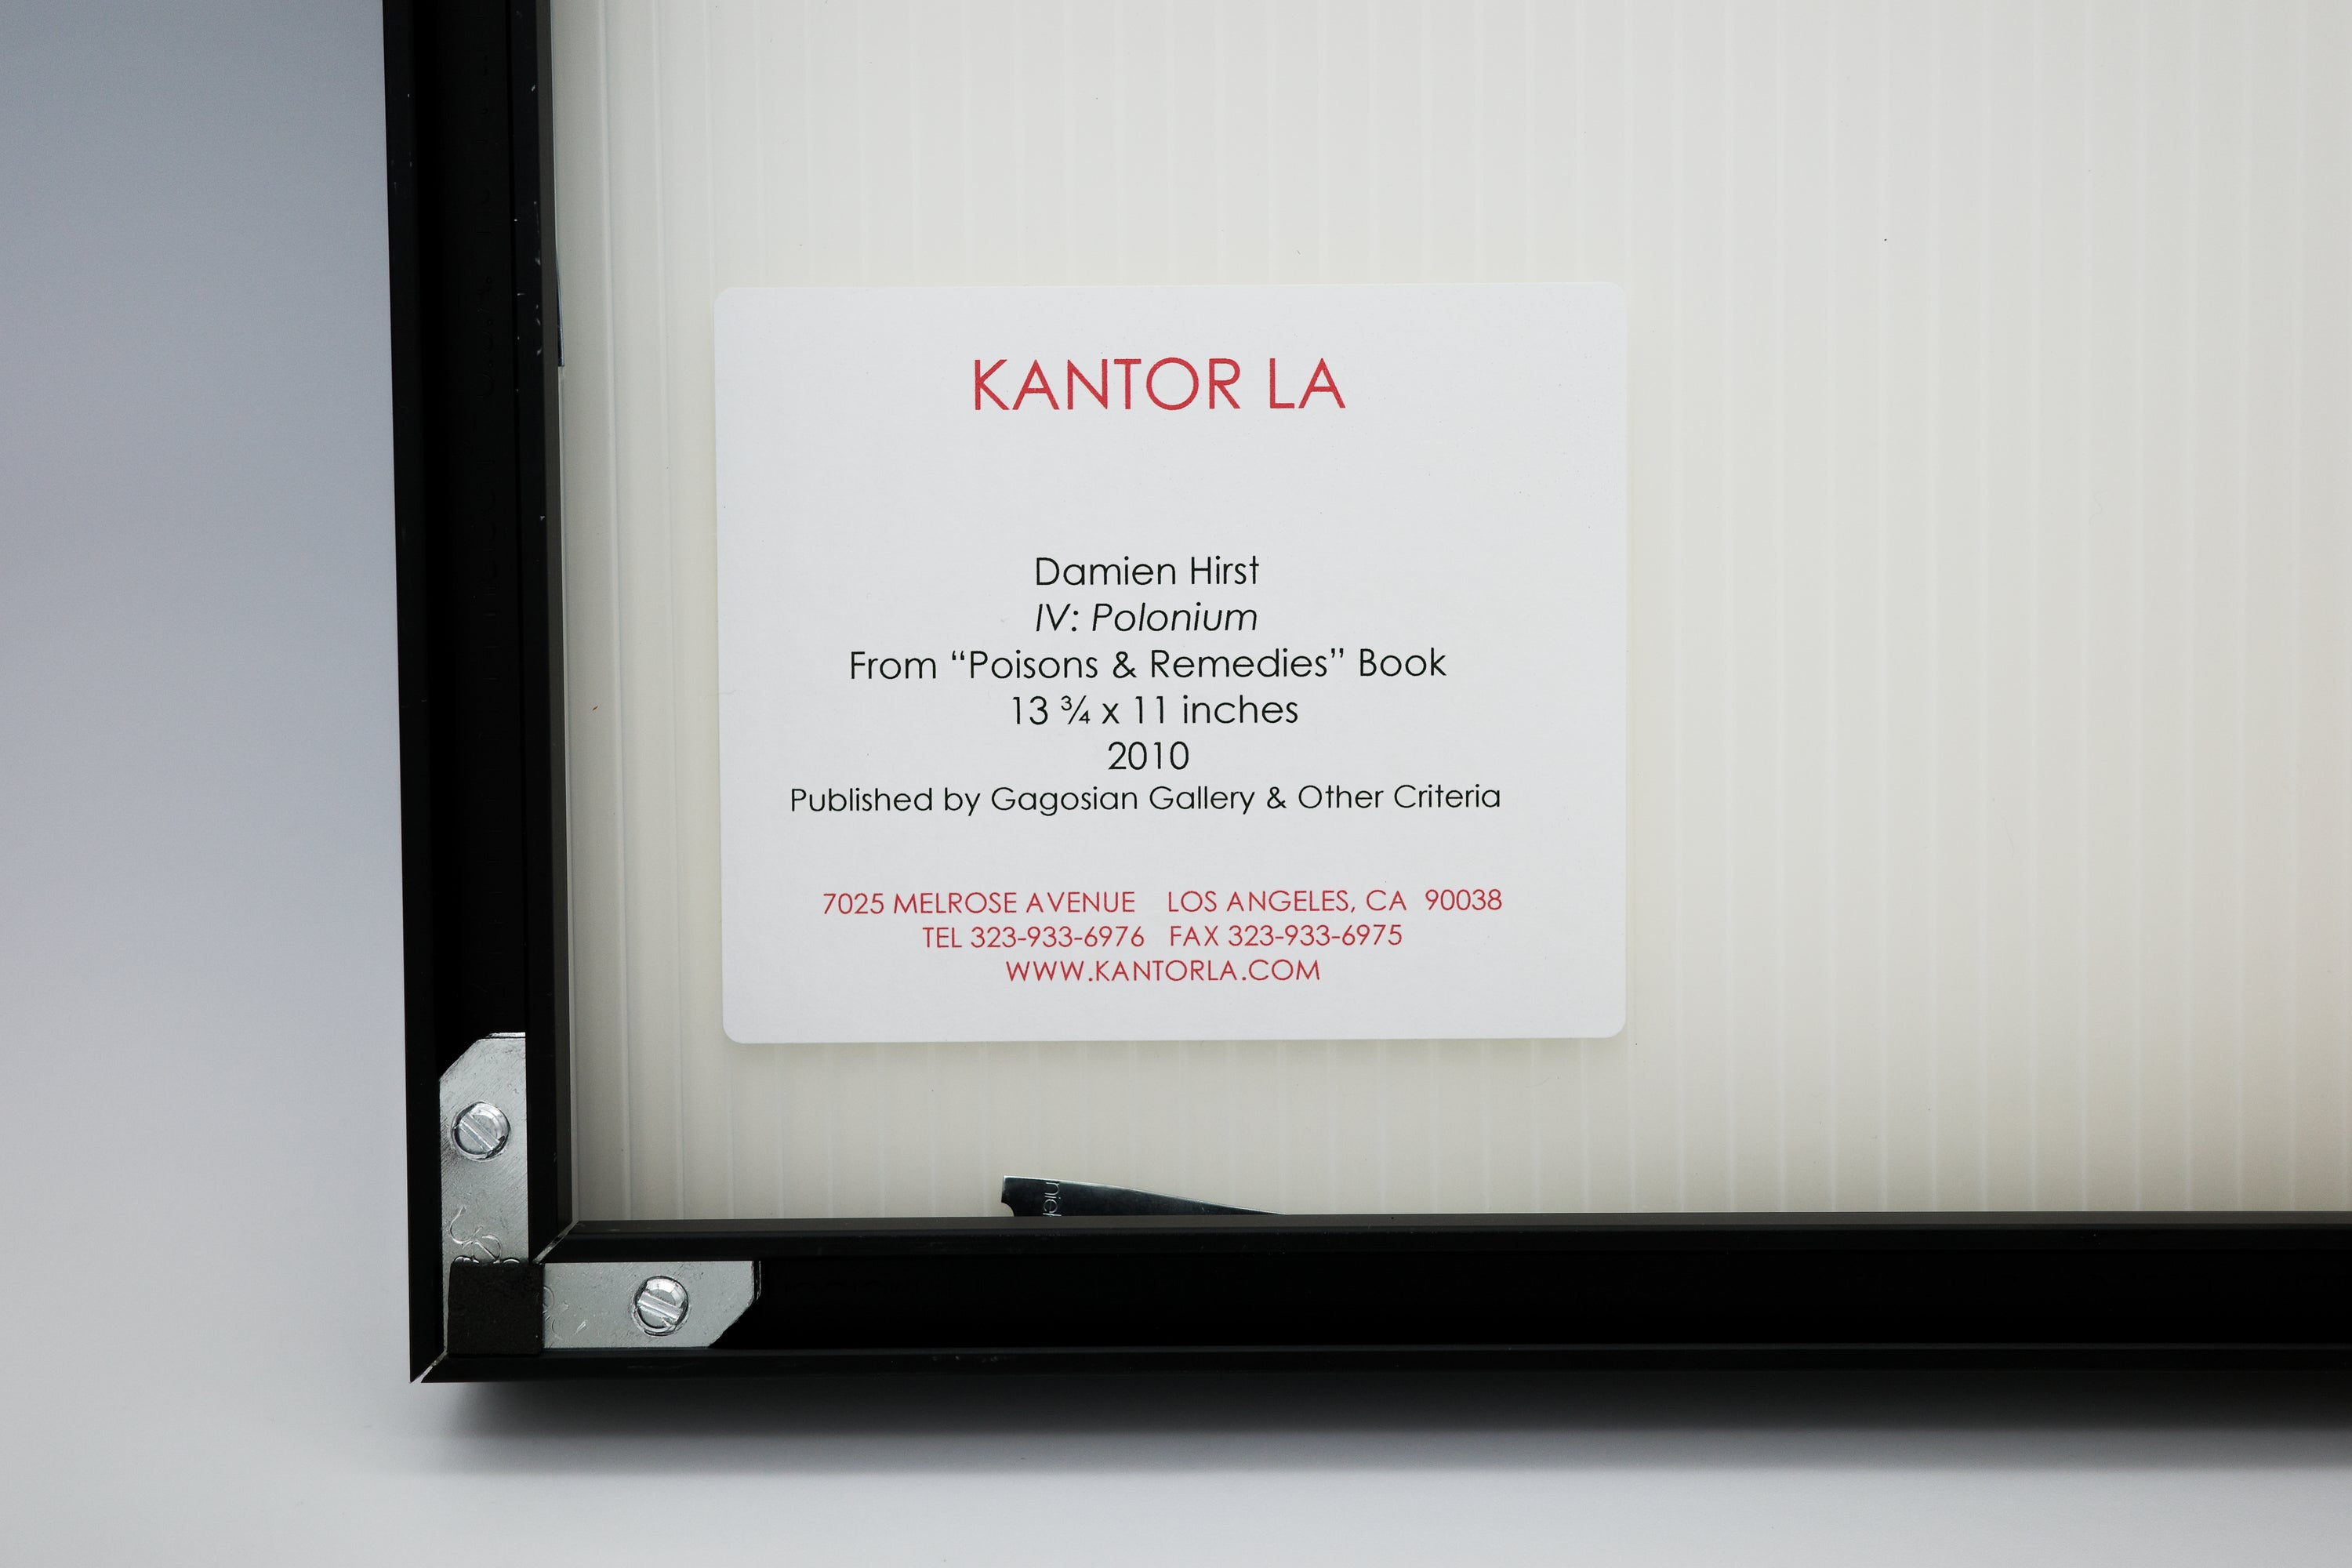 KANTOR LA
Damien Hirst
IV: Polonium
From “Poisons & Remedies” Book
13 ¾ x 11 inches
2010
Published by Gagosian Gallery & Other Criteria
7025 MELROSE AVENUE LOS ANGELES, CA 90038
TEL 323-933-6976 FAX 323-933-6975
WWW.KANTORLA.COM